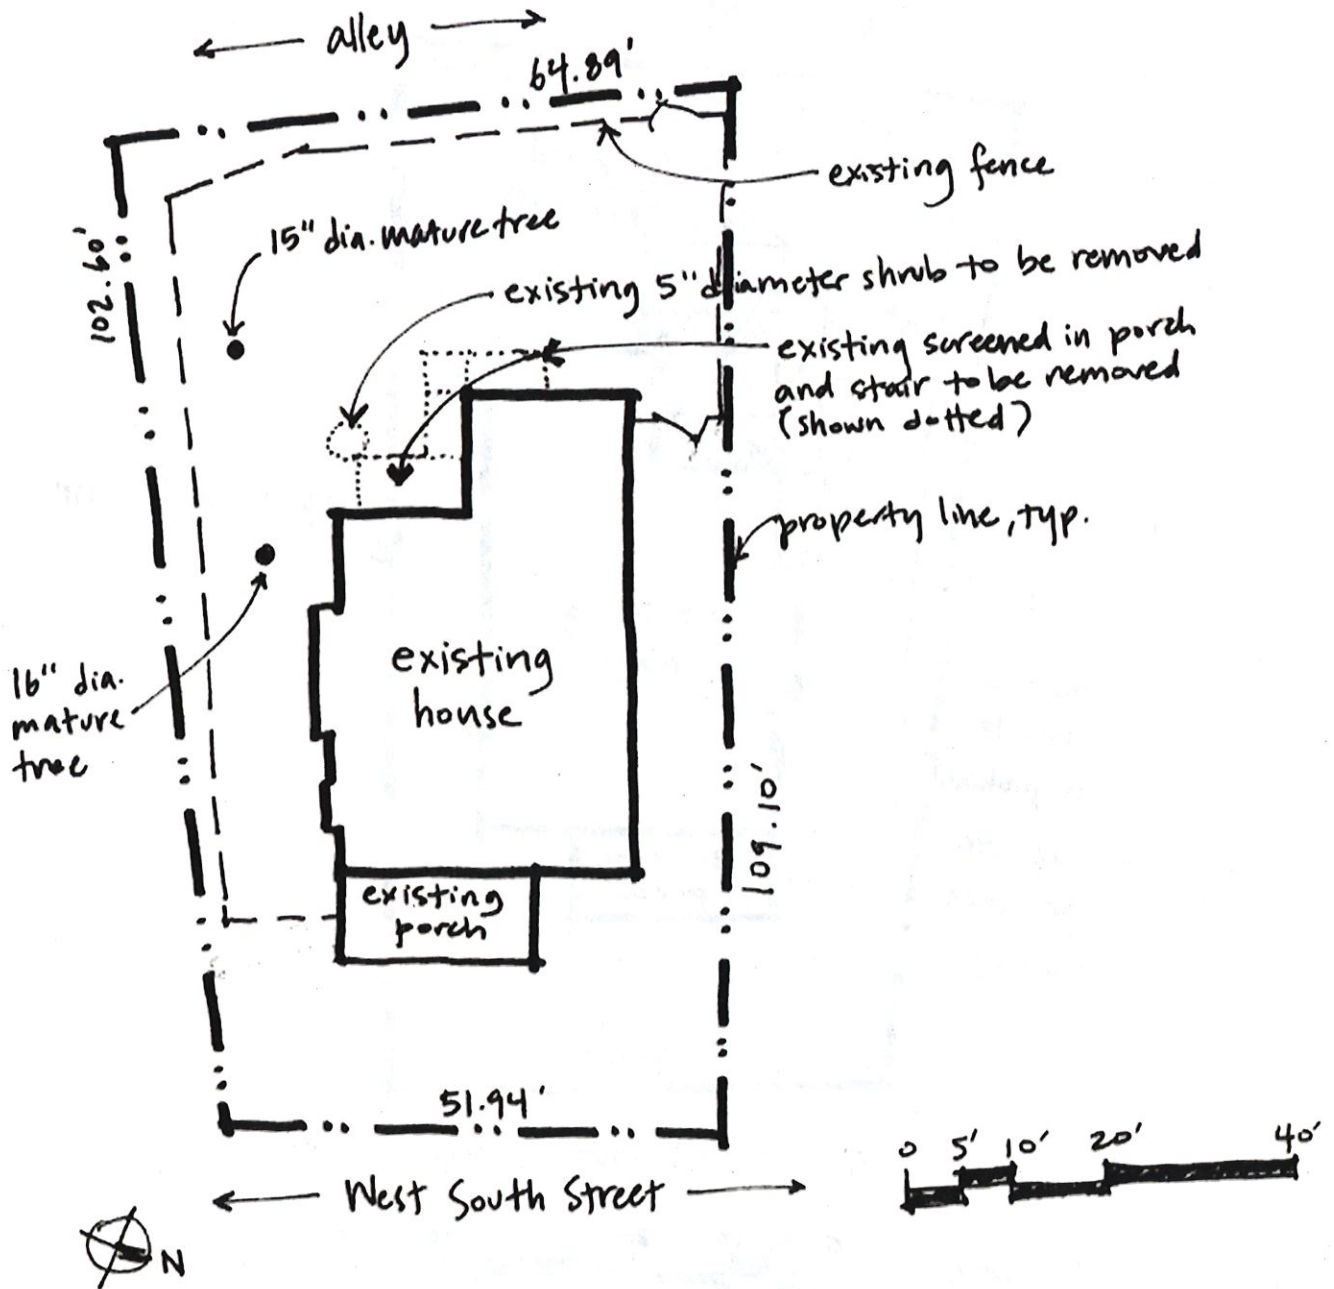 alley
64.89'
existing fence
15" dia. mature tree
102.60'
existing 5" diameter shrub to be removed
existing screened in porch
and stair to be removed
(shown dotted)
property line, typ.
16" dia.
mature
tree
existing
house
109.10'
existing
porch
51.94'
0 5' 10' 20' 40'
West South Street
N